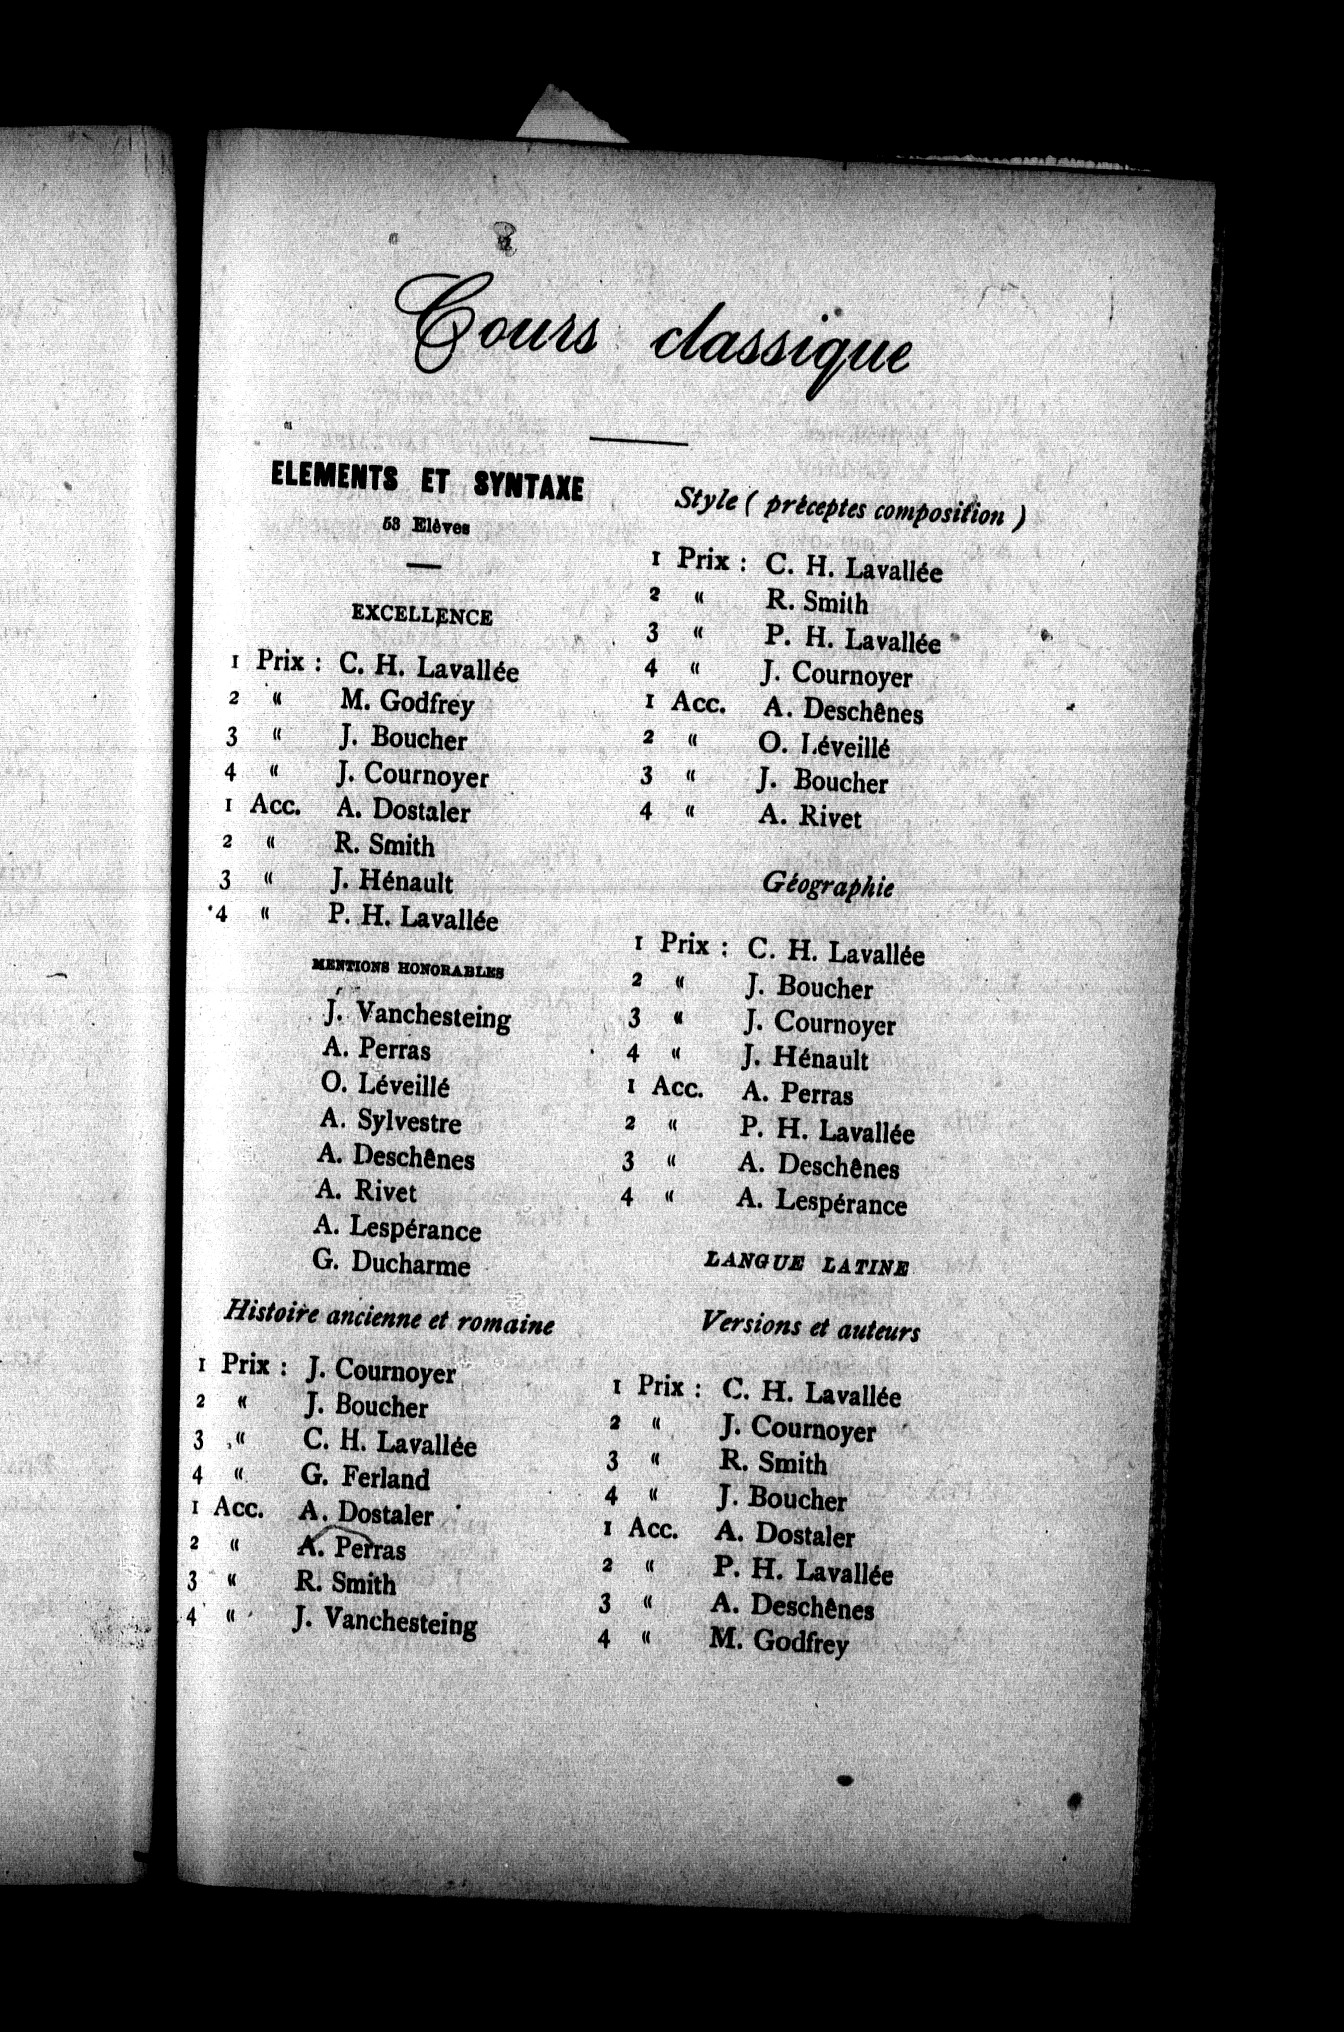 Cours classique
ELEMENTS ET SYNTAXE
53 Elèves
EXCELLENCE
1 Prix : C. H. Lavallée
2 “ M. Godfrey
3 “ J. Boucher
4 “ J. Cournoyer
1 Acc. A. Dostaler
2 “ R. Smith
3 “ J. Hénault
4 “ P. H. Lavallée
MENTIONS HONORABLES
J. Vanchesteing
A. Perras
O. Léveillé
A. Sylvestre
A. Deschênes
A. Rivet
A. Lespérance
G. Ducharme
Histoire ancienne et romaine
1 Prix : J. Cournoyer
2 “ J. Boucher
3 “ C. H. Lavallée
4 “ G. Ferland
1 Acc. A. Dostaler
2 “ A. Perras
3 “ R. Smith
4 “ J. Vanchesteing
Style ( préceptes composition )
1 Prix : C. H. Lavallée
2 “ R. Smith
3 “ P. H. Lavallée
4 “ J. Cournoyer
1 Acc. A. Deschênes
2 “ O. Léveillé
3 “ J. Boucher
4 “ A. Rivet
Géographie
1 Prix : C. H. Lavallée
2 “ J. Boucher
3 “ J. Cournoyer
4 “ J. Hénault
1 Acc. A. Perras
2 “ P. H. Lavallée
3 “ A. Deschênes
4 “ A. Lespérance
LANGUE LATINE
Versions et auteurs
1 Prix : C. H. Lavallée
2 “ J. Cournoyer
3 “ R. Smith
4 “ J. Boucher
1 Acc. A. Dostaler
2 “ P. H. Lavallée
3 “ A. Deschênes
4 “ M. Godfrey